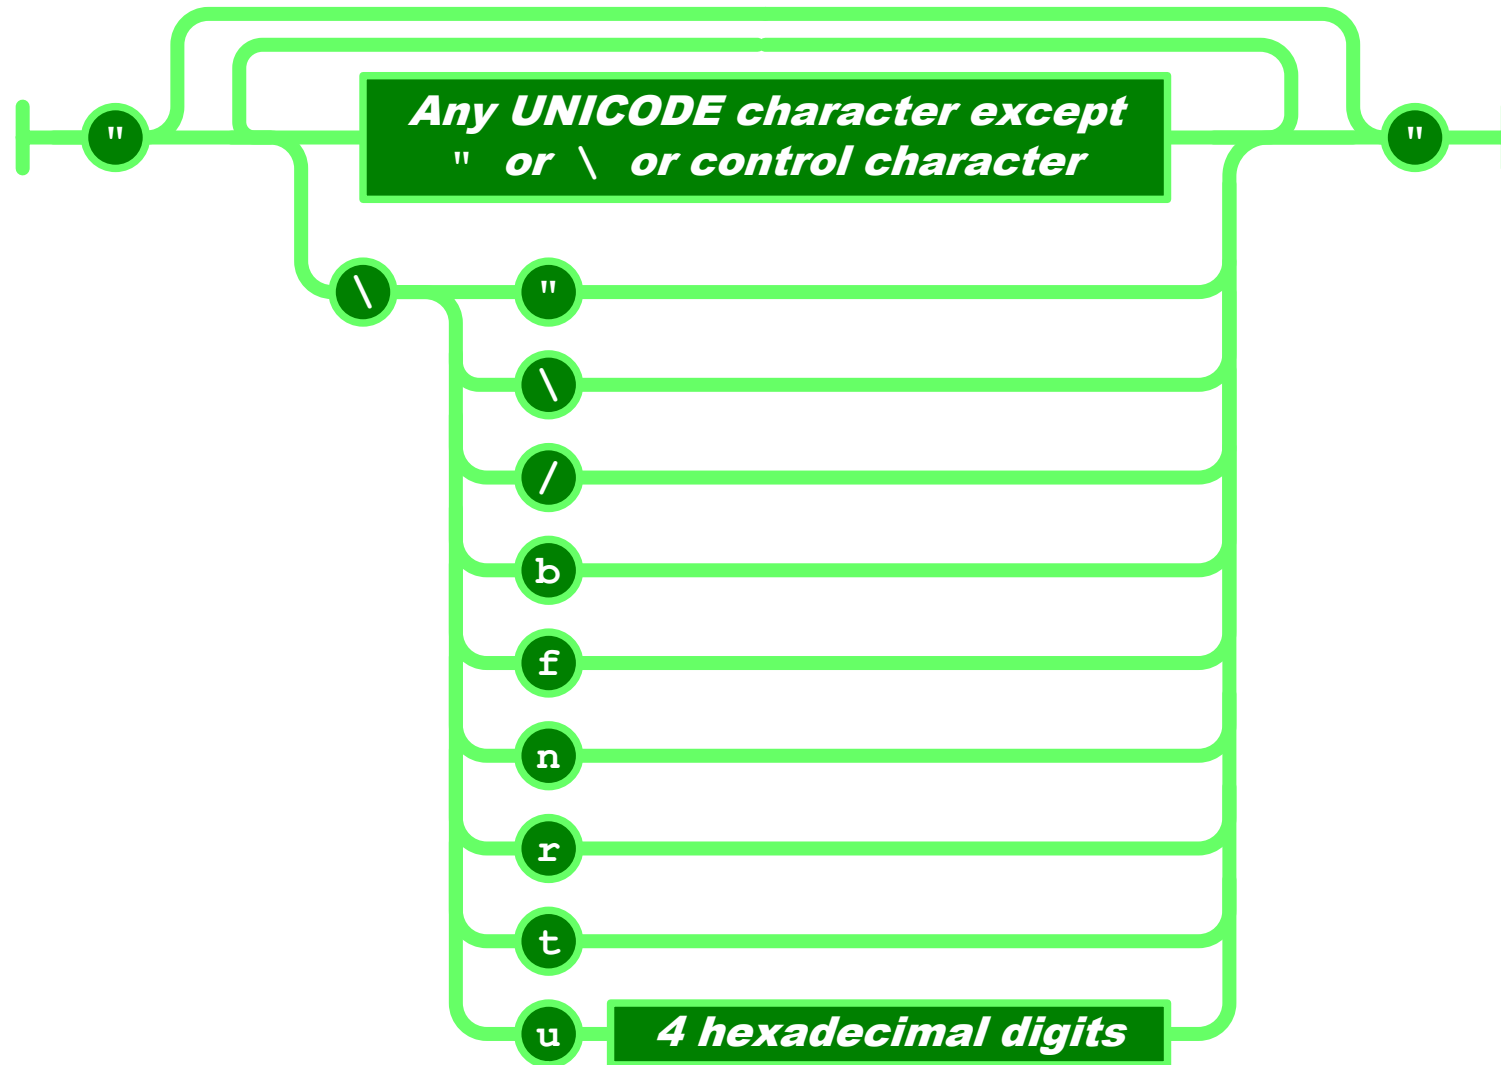 "
Any UNICODE character except
" or \ or control character
"
\
"
\
/
b
f
n
r
t
u
4 hexadecimal digits